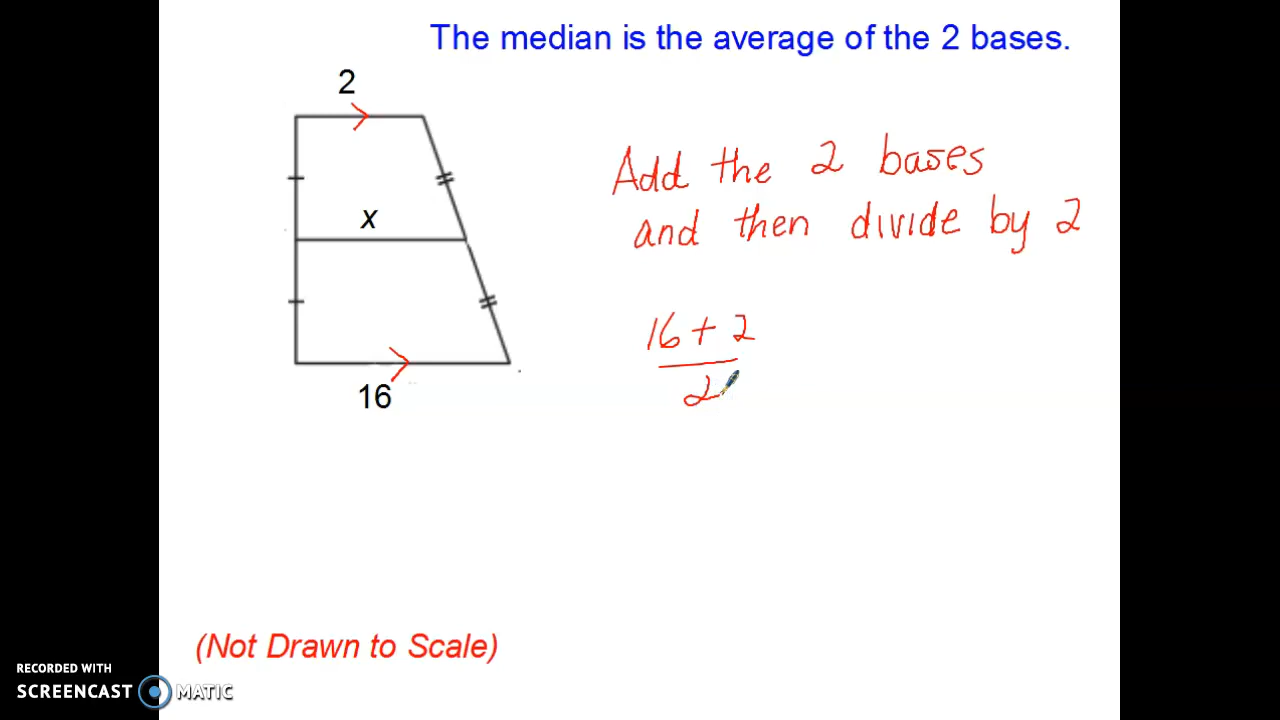 The median is the average of the 2 bases.
2
Add the 2 bases
and then divide by 2
x
16 + 2
2
16
(Not Drawn to Scale)
RECORDED WITH
SCREENCAST MATIC